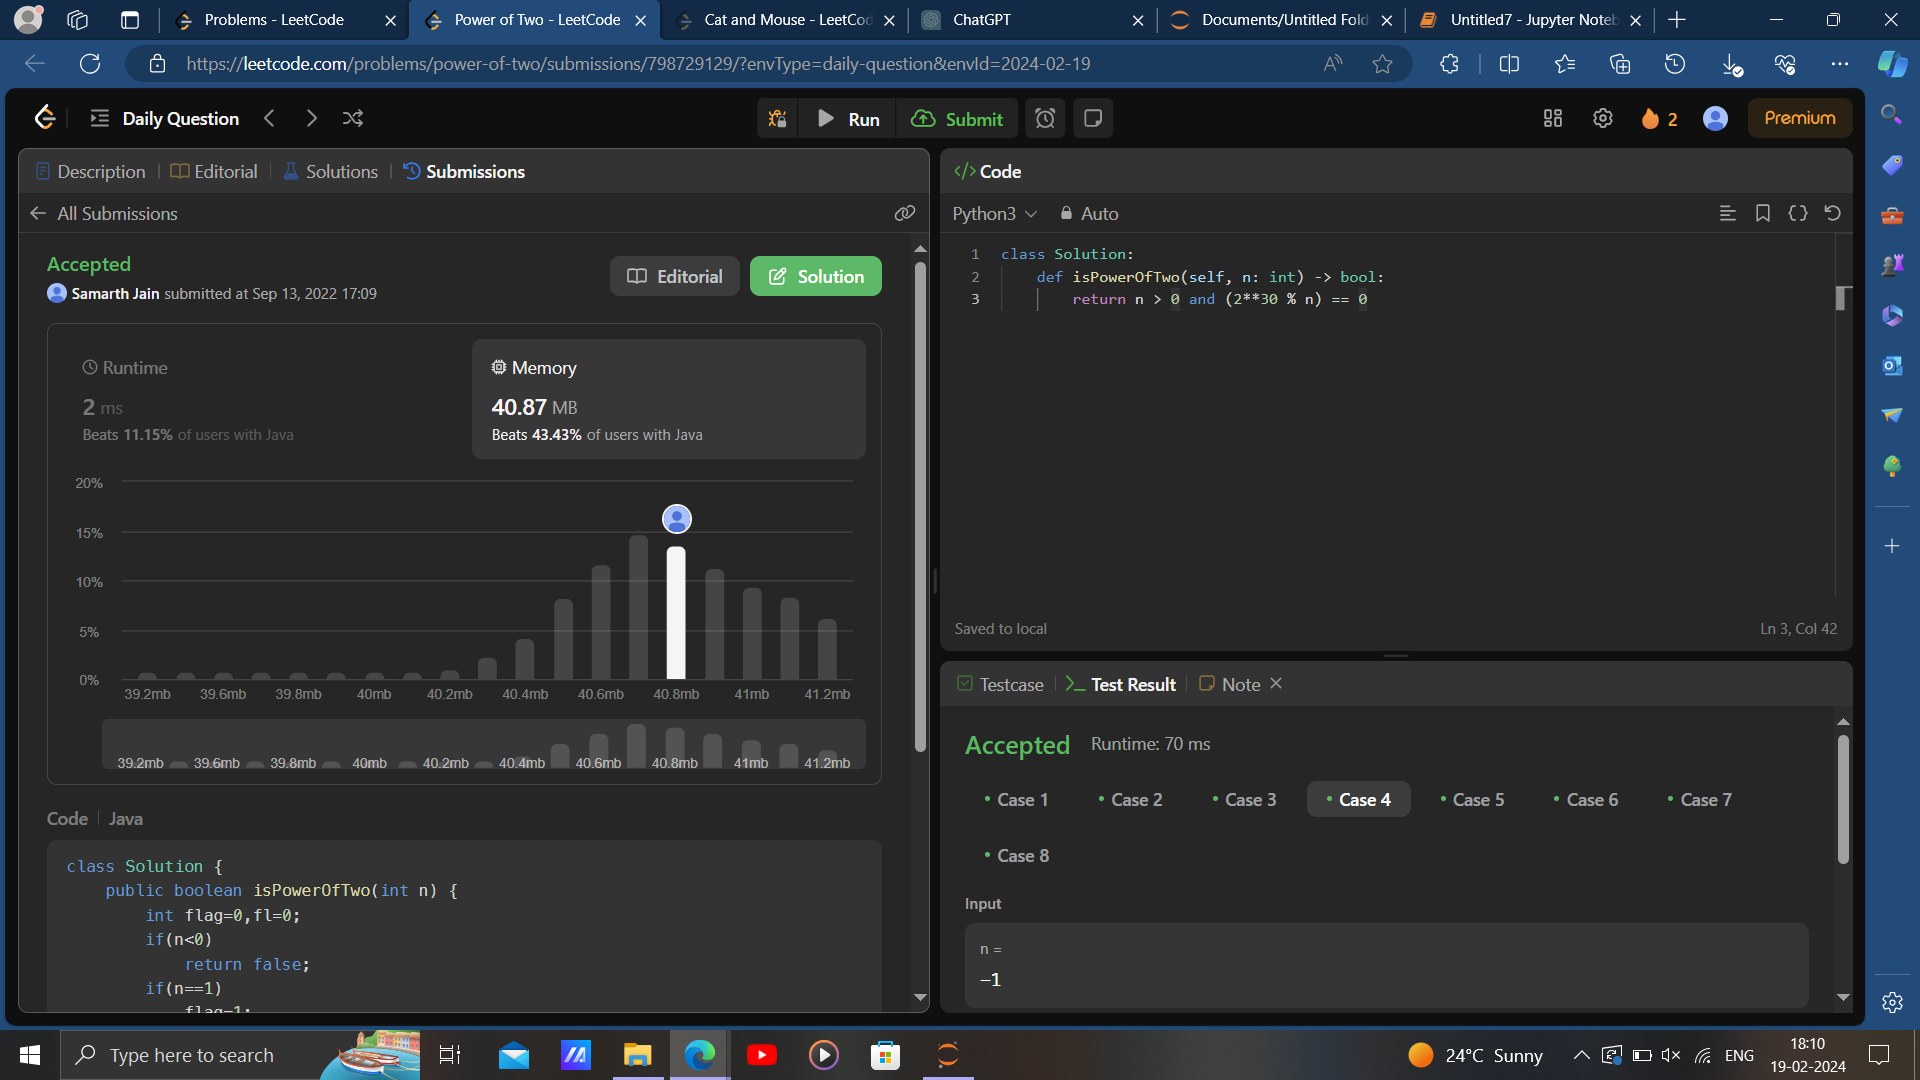 Problems - LeetCode
Power of Two - LeetCode
Cat and Mouse - LeetCod
ChatGPT
Documents/Untitled Fold
Untitled7 - Jupyter Noteb
https://leetcode.com/problems/power-of-two/submissions/798729129/?envType=daily-question&envId=2024-02-19
Daily Question
Run
Submit
2
Premium
Description
Editorial
Solutions
Submissions
All Submissions
Accepted
Samarth Jain submitted at Sep 13, 2022 17:09
Editorial
Solution
Runtime
2 ms
Beats 11.15% of users with Java
Memory
40.87 MB
Beats 43.43% of users with Java
20%
15%
10%
5%
0%
39.2mb 39.6mb 39.8mb 40mb 40.2mb 40.4mb 40.6mb 40.8mb 41mb 41.2mb
39.2mb 39.6mb 39.8mb 40mb 40.2mb 40.4mb 40.6mb 40.8mb 41mb 41.2mb
Code | Java
class Solution {
public boolean isPowerOfTwo(int n) {
int flag=0,fl=0;
if(n<0)
return false;
if(n==1)
flag=1;
</> Code
Python3
Auto
1 class Solution:
2 def isPowerOfTwo(self, n: int) -> bool:
3 return n > 0 and (2**30 % n) == 0
Saved to local
Ln 3, Col 42
Testcase
Test Result
Note
Accepted
Runtime: 70 ms
• Case 1
• Case 2
• Case 3
• Case 4
• Case 5
• Case 6
• Case 7
• Case 8
Input
n =
-1
Type here to search
24°C Sunny
ENG
18:10
19-02-2024